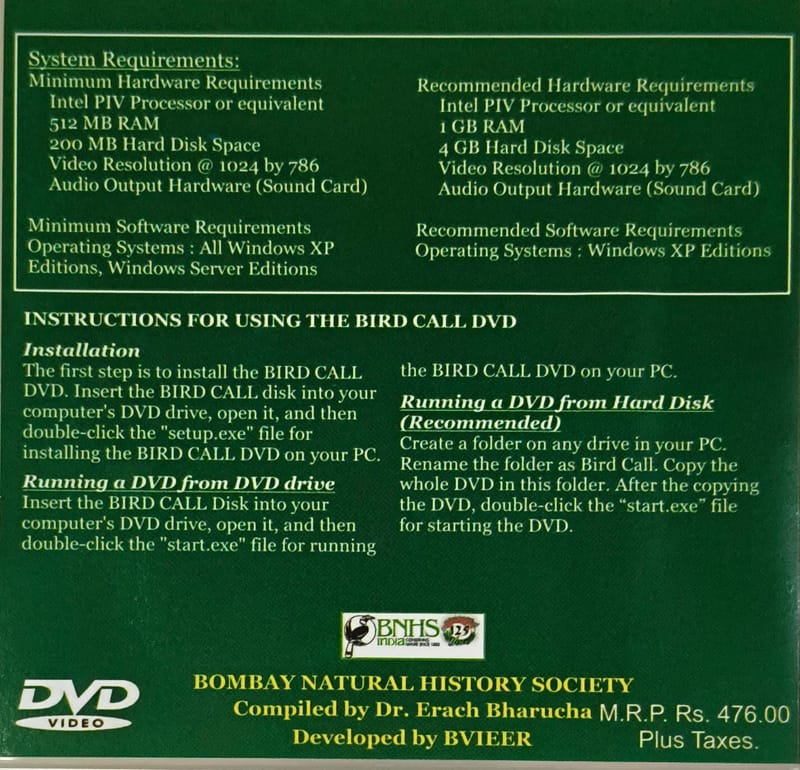 System Requirements:
Minimum Hardware Requirements
Intel PIV Processor or equivalent
512 MB RAM
200 MB Hard Disk Space
Video Resolution @ 1024 by 786
Audio Output Hardware (Sound Card)
Minimum Software Requirements
Operating Systems : All Windows XP
Editions, Windows Server Editions
Recommended Hardware Requirements
Intel PIV Processor or equivalent
1 GB RAM
4 GB Hard Disk Space
Video Resolution @ 1024 by 786
Audio Output Hardware (Sound Card)
Recommended Software Requirements
Operating Systems : Windows XP Editions
INSTRUCTIONS FOR USING THE BIRD CALL DVD
Installation
The first step is to install the BIRD CALL
DVD. Insert the BIRD CALL disk into your
computer's DVD drive, open it, and then
double-click the "setup.exe" file for
installing the BIRD CALL DVD on your PC.
Running a DVD from DVD drive
Insert the BIRD CALL Disk into your
computer's DVD drive, open it, and then
double-click the "start.exe" file for running
the BIRD CALL DVD on your PC.
Running a DVD from Hard Disk
(Recommended)
Create a folder on any drive in your PC.
Rename the folder as Bird Call. Copy the
whole DVD in this folder. After the copying
the DVD, double-click the “start.exe” file
for starting the DVD.
BNHS
INDIA
125
DVD
VIDEO
BOMBAY NATURAL HISTORY SOCIETY
Compiled by Dr. Erach Bharucha
Developed by BVIEER
M.R.P. Rs. 476.00
Plus Taxes.